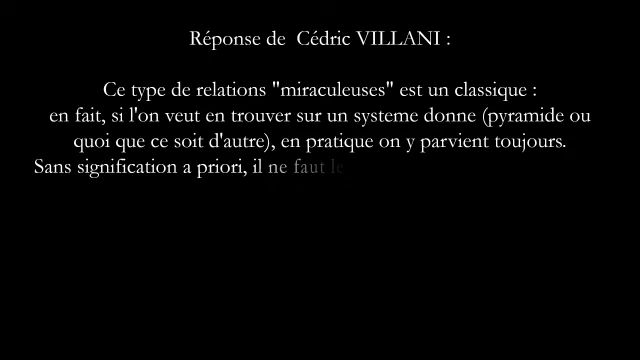 Réponse de Cédric VILLANI :
Ce type de relations "miraculeuses" est un classique :
en fait, si l'on veut en trouver sur un systeme donne (pyramide ou
quoi que ce soit d'autre), en pratique on y parvient toujours.
Sans signification a priori, il ne faut le